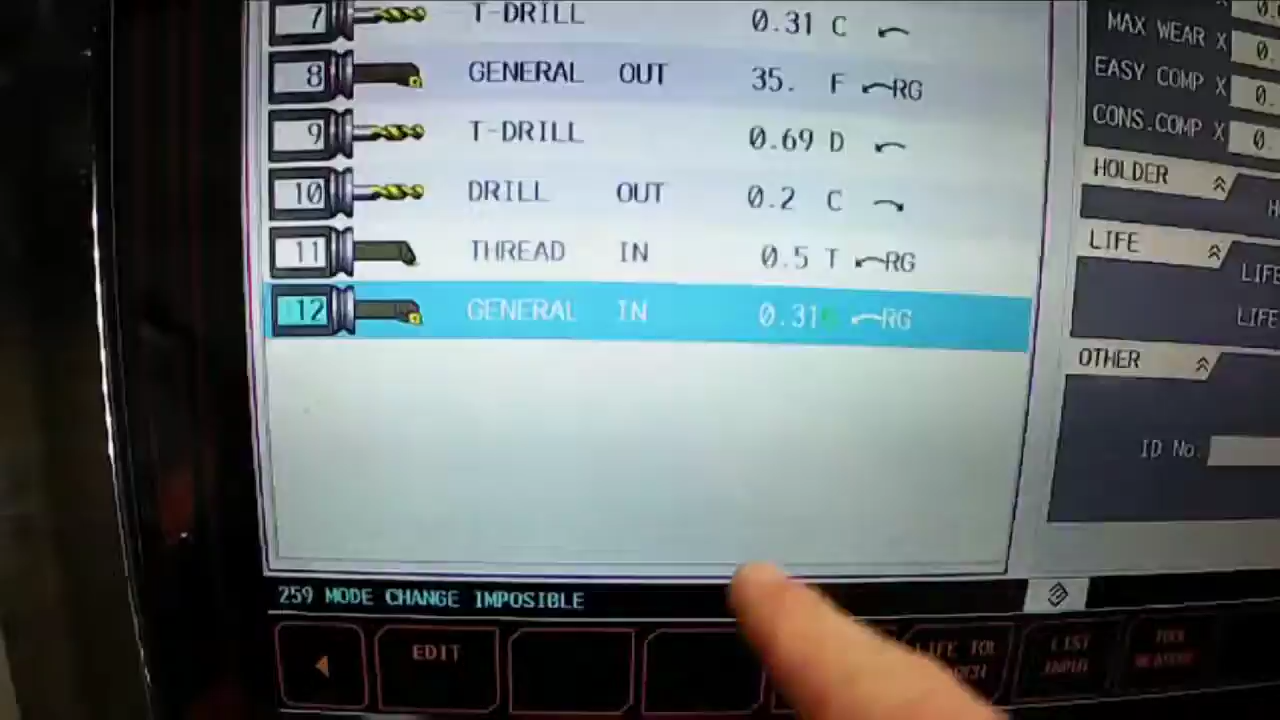 7 T-DRILL 0.31 C
8 GENERAL OUT 35. F RG
9 T-DRILL 0.69 D
10 DRILL OUT 0.2 C
11 THREAD IN 0.5 T RG
12 GENERAL IN 0.31 RG
MAX WEAR X 0.
EASY COMP X 0.
CONS.COMP X 0.
HOLDER
LIFE
LIFE
LIFE
OTHER
ID No.
259 MODE CHANGE IMPOSIBLE
EDIT
LIST